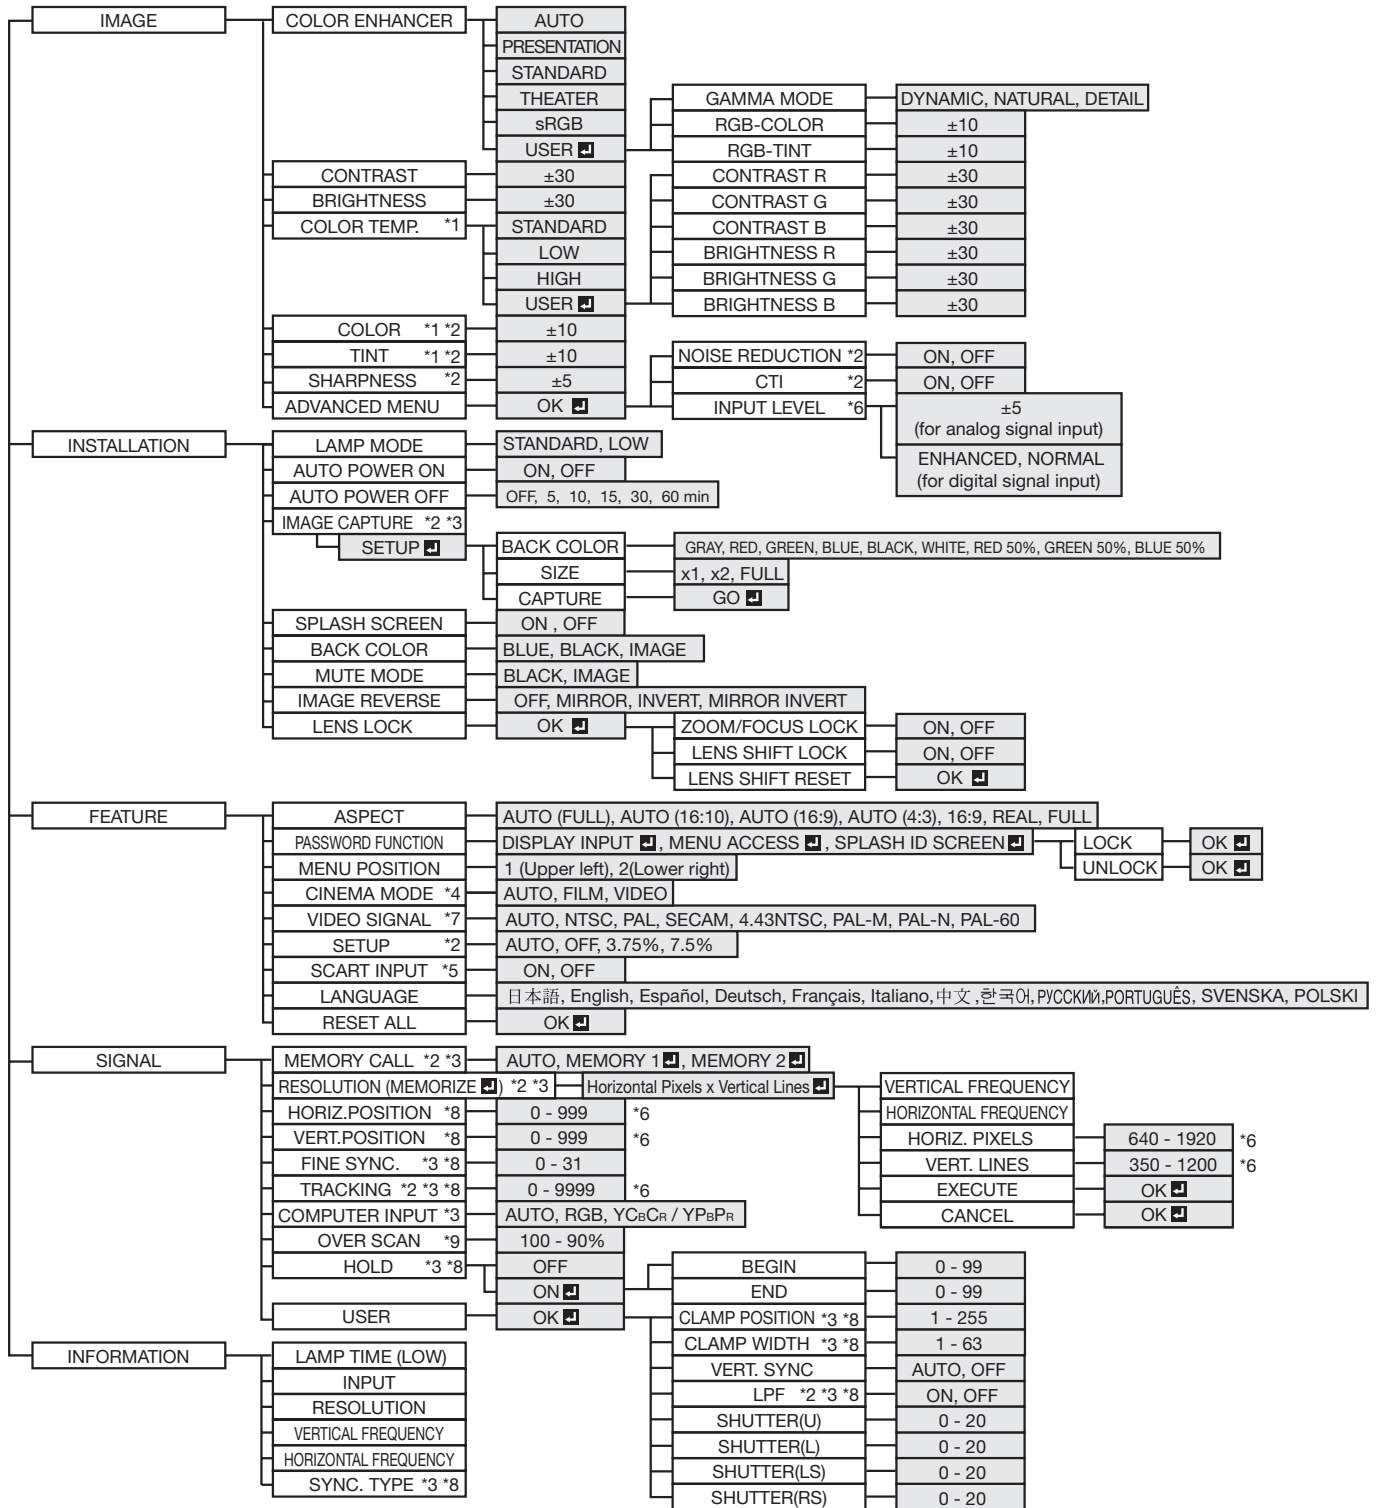 IMAGE COLOR ENHANCER AUTO
PRESENTATION
STANDARD
THEATER GAMMA MODE DYNAMIC, NATURAL, DETAIL
sRGB RGB-COLOR ±10
USER RGB-TINT ±10
CONTRAST ±30 CONTRAST R ±30
BRIGHTNESS ±30 CONTRAST G ±30
COLOR TEMP. *1 STANDARD CONTRAST B ±30
LOW BRIGHTNESS R ±30
HIGH BRIGHTNESS G ±30
USER BRIGHTNESS B ±30
COLOR *1 *2 ±10
TINT *1 *2 ±10 NOISE REDUCTION *2 ON, OFF
SHARPNESS *2 ±5 CTI *2 ON, OFF
ADVANCED MENU OK INPUT LEVEL *6 ±5
(for analog signal input)
ENHANCED, NORMAL
(for digital signal input)
INSTALLATION LAMP MODE STANDARD, LOW
AUTO POWER ON ON, OFF
AUTO POWER OFF OFF, 5, 10, 15, 30, 60 min
IMAGE CAPTURE *2 *3
SETUP BACK COLOR GRAY, RED, GREEN, BLUE, BLACK, WHITE, RED 50%, GREEN 50%, BLUE 50%
SIZE x1, x2, FULL
CAPTURE GO
SPLASH SCREEN ON , OFF
BACK COLOR BLUE, BLACK, IMAGE
MUTE MODE BLACK, IMAGE
IMAGE REVERSE OFF, MIRROR, INVERT, MIRROR INVERT
LENS LOCK OK ZOOM/FOCUS LOCK ON, OFF
LENS SHIFT LOCK ON, OFF
LENS SHIFT RESET OK
FEATURE ASPECT AUTO (FULL), AUTO (16:10), AUTO (16:9), AUTO (4:3), 16:9, REAL, FULL
PASSWORD FUNCTION DISPLAY INPUT , MENU ACCESS , SPLASH ID SCREEN LOCK OK
MENU POSITION 1 (Upper left), 2(Lower right) UNLOCK OK
CINEMA MODE *4 AUTO, FILM, VIDEO
VIDEO SIGNAL *7 AUTO, NTSC, PAL, SECAM, 4.43NTSC, PAL-M, PAL-N, PAL-60
SETUP *2 AUTO, OFF, 3.75%, 7.5%
SCART INPUT *5 ON, OFF
LANGUAGE 日本語, English, Español, Deutsch, Français, Italiano, 中文 ,한국어, РУССКИЙ,PORTUGUÊS, SVENSKA, POLSKI
RESET ALL OK
SIGNAL MEMORY CALL *2 *3 AUTO, MEMORY 1 , MEMORY 2
RESOLUTION (MEMORIZE ) *2 *3 Horizontal Pixels x Vertical Lines VERTICAL FREQUENCY
HORIZ.POSITION *8 0 - 999 *6 HORIZONTAL FREQUENCY
VERT.POSITION *8 0 - 999 *6 HORIZ. PIXELS 640 - 1920 *6
FINE SYNC. *3 *8 0 - 31 VERT. LINES 350 - 1200 *6
TRACKING *2 *3 *8 0 - 9999 *6 EXECUTE OK
COMPUTER INPUT *3 AUTO, RGB, YCBCR / YPBPR CANCEL OK
OVER SCAN *9 100 - 90%
HOLD *3 *8 OFF BEGIN 0 - 99
ON END 0 - 99
USER OK CLAMP POSITION *3 *8 1 - 255
CLAMP WIDTH *3 *8 1 - 63
INFORMATION LAMP TIME (LOW) VERT. SYNC AUTO, OFF
INPUT LPF *2 *3 *8 ON, OFF
RESOLUTION SHUTTER(U) 0 - 20
VERTICAL FREQUENCY SHUTTER(L) 0 - 20
HORIZONTAL FREQUENCY SHUTTER(LS) 0 - 20
SYNC. TYPE *3 *8 SHUTTER(RS) 0 - 20